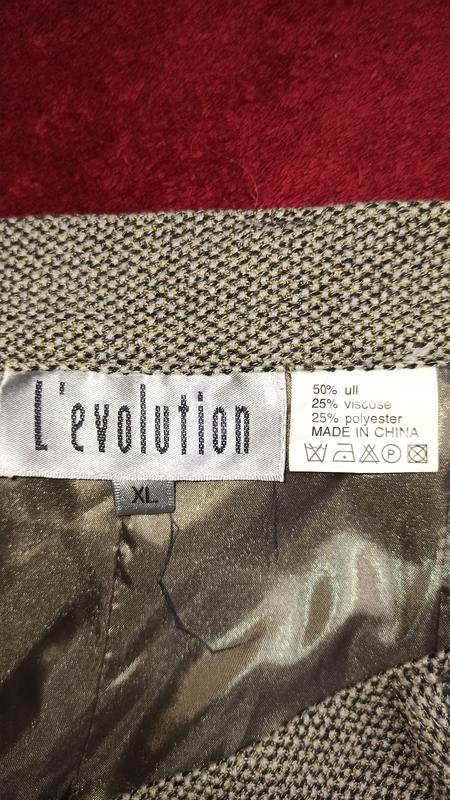 L'evolution
XL
50% ull
25% viscose
25% polyester
MADE IN CHINA
P